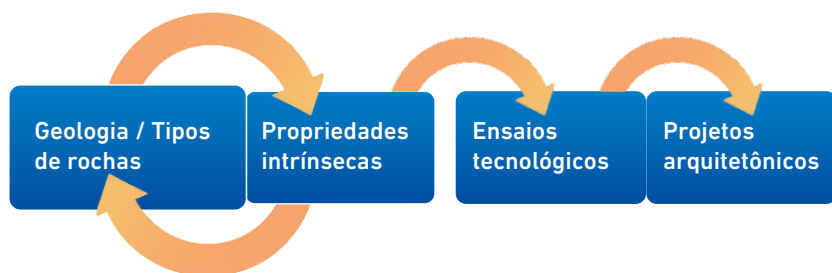 Geologia / Tipos
de rochas
Propriedades
intrínsecas
Ensaios
tecnológicos
Projetos
arquitetônicos